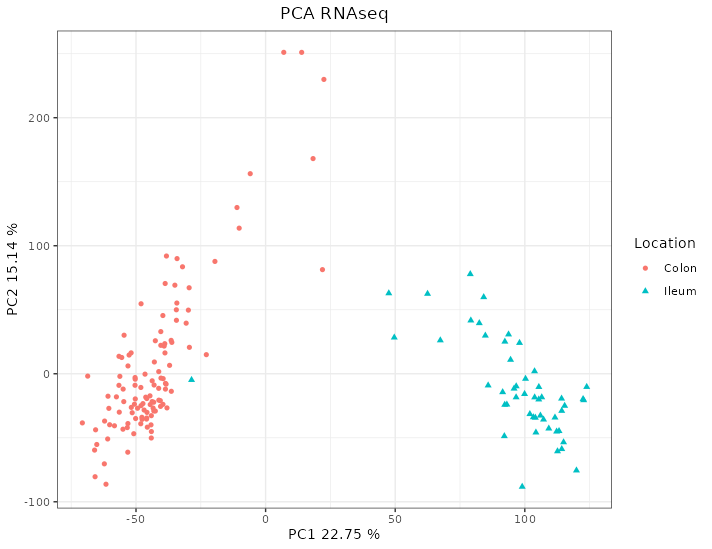 PCA RNAseq
PC2 15.14 %
200
100
0
-100
-50
0
50
100
PC1 22.75 %
Location
Colon
Ileum